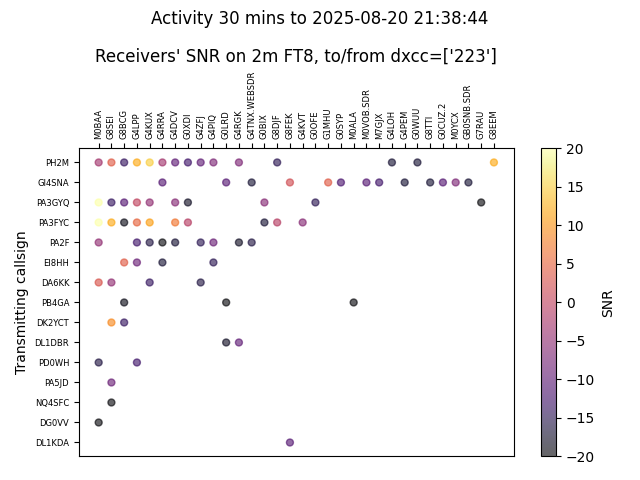 Activity 30 mins to 2025-08-20 21:38:44
Receivers' SNR on 2m FT8, to/from dxcc=['223']
M0BAA
G8SEI
G8BCG
G4LPP
G4KUX
G4RRA
G4DCV
G0XDI
G4ZFJ
G4PIQ
G0LRD
G4RGK
G4TNX.WEBSDR
G0BIX
G8DJF
G8FEK
G4KVT
G0OFE
G1MHU
G0SYP
M0ALA
M0VOB.SDR
M7GJX
G4LOH
G4PEM
G0WUU
G8TTI
G0CUZ.2
M0YCX
GB0SNB.SDR
G7RAU
G8EEM
PH2M
GI4SNA
PA3GYQ
PA3FYC
PA2F
EI8HH
DA6KK
PB4GA
DK2YCT
DL1DBR
PD0WH
PA5JD
NQ4SFC
DG0VV
DL1KDA
Transmitting callsign
20
15
10
5
0
−5
−10
−15
−20
SNR